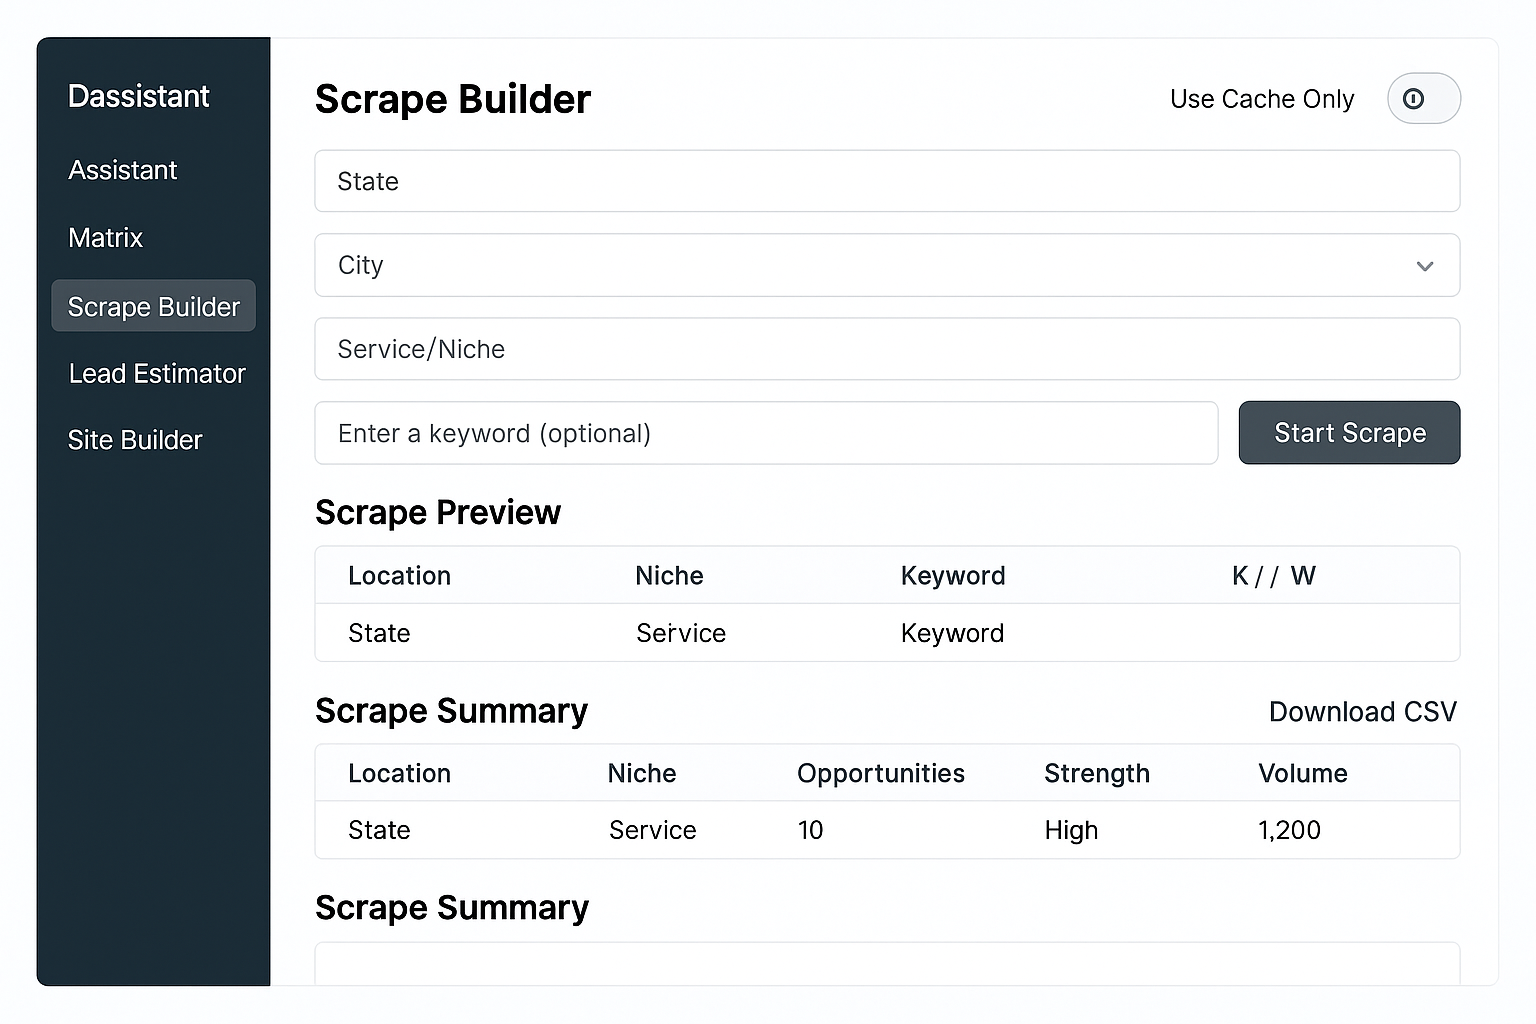 Dassistant
Assistant
Matrix
Scrape Builder
Lead Estimator
Site Builder
Scrape Builder
Use Cache Only
State
City
Service/Niche
Enter a keyword (optional)
Start Scrape
Scrape Preview
Location Niche Keyword K / / W
State Service Keyword
Scrape Summary
Download CSV
Location Niche Opportunities Strength Volume
State Service 10 High 1,200
Scrape Summary